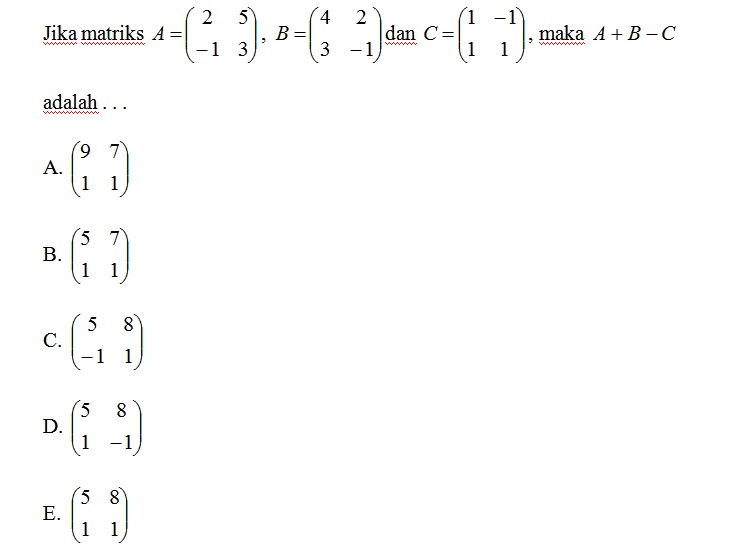 Jika matriks A = (2 5 −1 3), B = (4 2 3 −1) dan C = (1 −1 1 1), maka A + B − C
adalah . . .
A. (9 7 1 1)
B. (5 7 1 1)
C. (5 8 −1 1)
D. (5 8 1 −1)
E. (5 8 1 1)